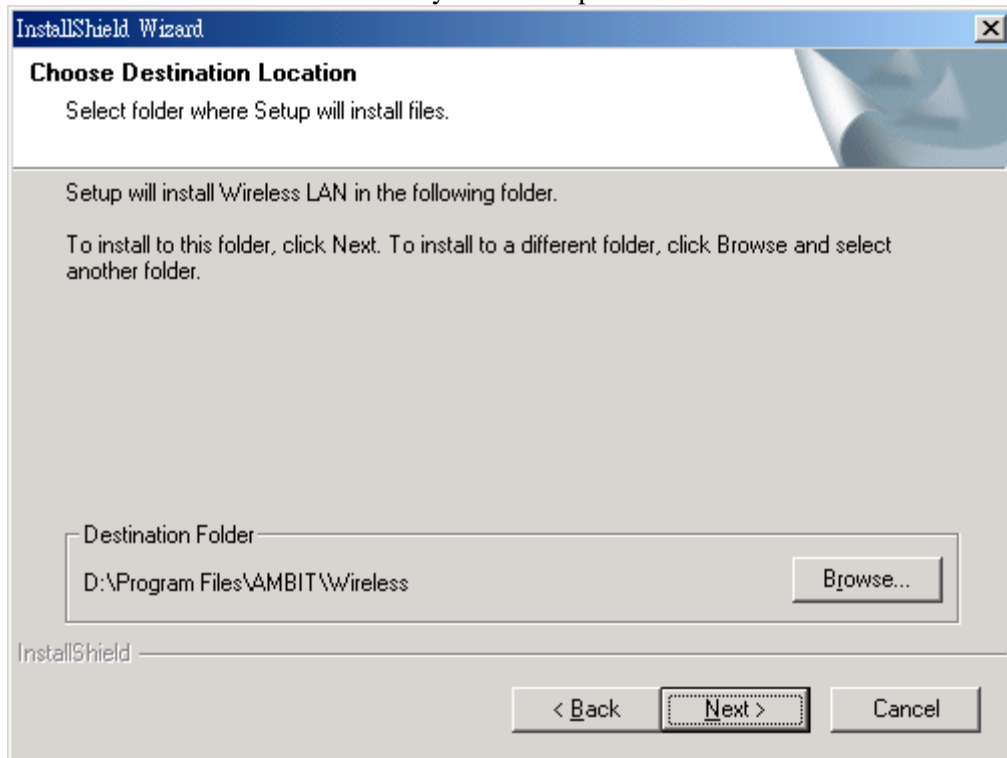 InstallShield Wizard
Choose Destination Location
Select folder where Setup will install files.
Setup will install Wireless LAN in the following folder.
To install to this folder, click Next. To install to a different folder, click Browse and select
another folder.
Destination Folder
D:\Program Files\AMBIT\Wireless
Browse...
InstallShield
< Back
Next >
Cancel